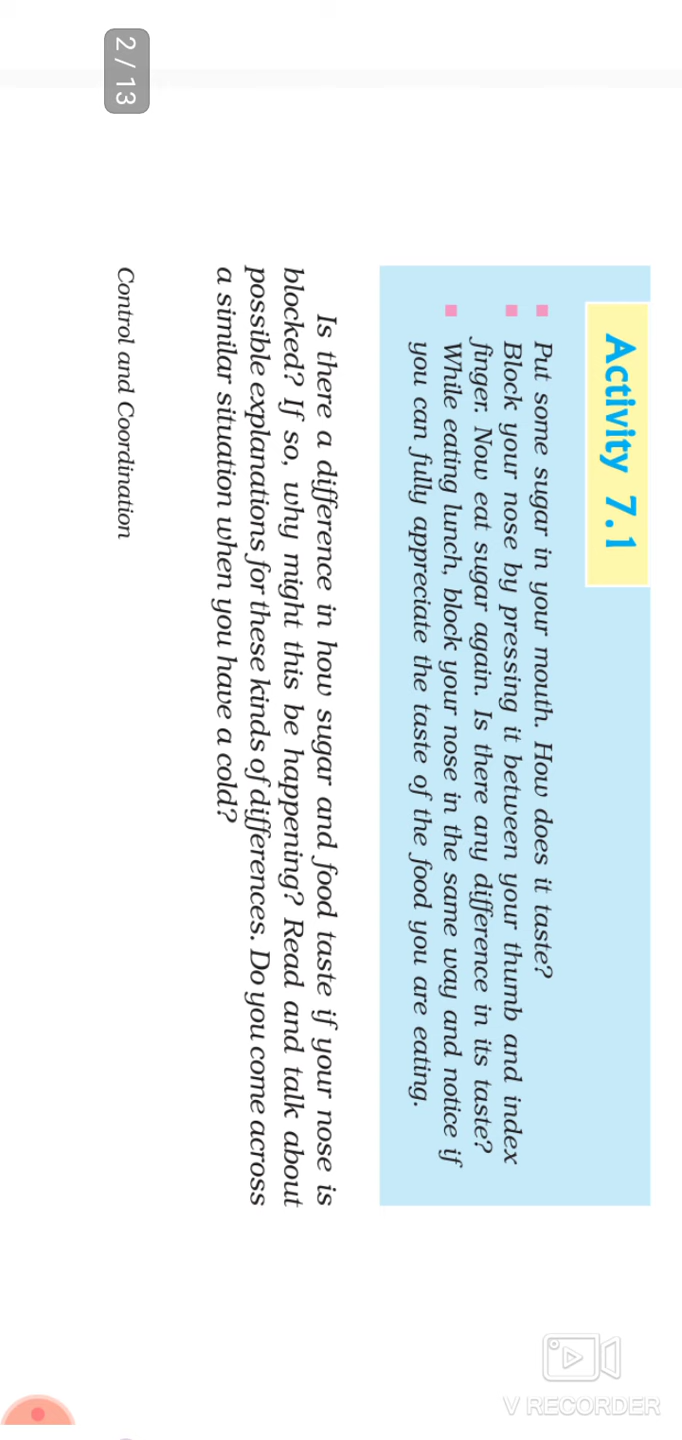 Activity 7.1
Put some sugar in your mouth. How does it taste?
Block your nose by pressing it between your thumb and index
finger. Now eat sugar again. Is there any difference in its taste?
While eating lunch, block your nose in the same way and notice if
you can fully appreciate the taste of the food you are eating.
Is there a difference in how sugar and food taste if your nose is
blocked? If so, why might this be happening? Read and talk about
possible explanations for these kinds of differences. Do you come across
a similar situation when you have a cold?
Control and Coordination
2 / 13
V RECORDER